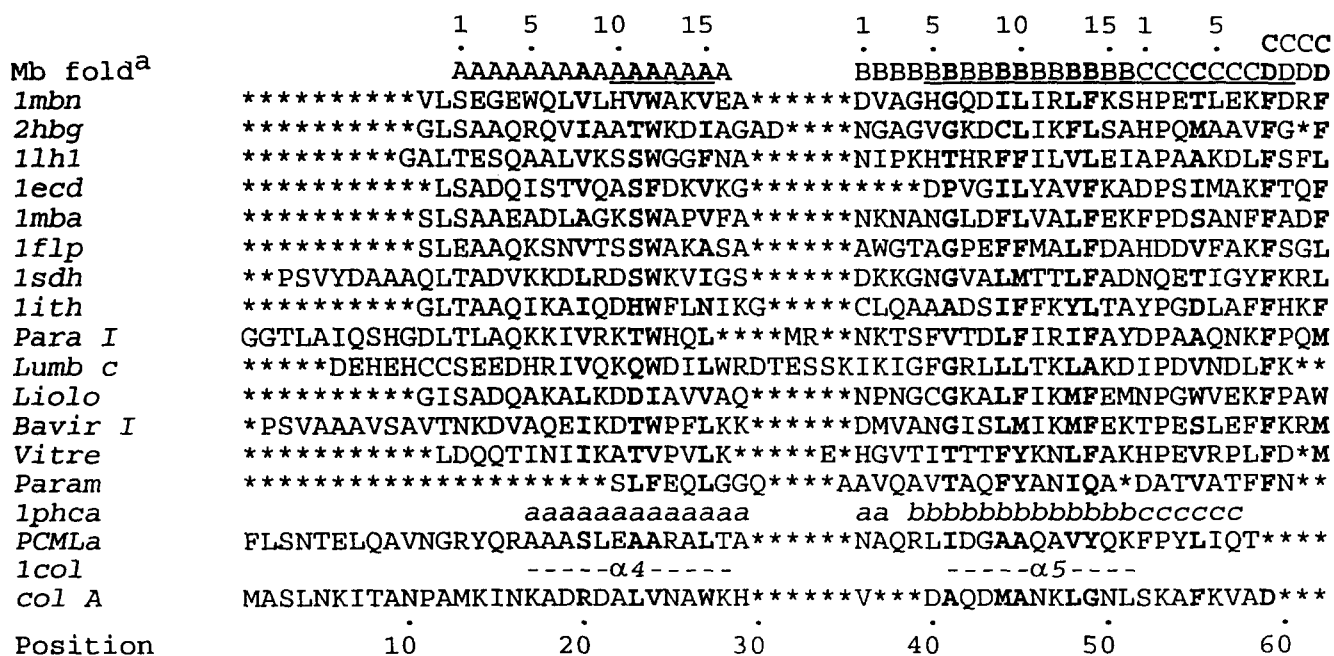 1 5 10 15 1 5 10 15 1 5
CCCC
Mb fold^a AAAAAAAAAAAAAAAA BBBBBBBBBBBBBBBBCCCCCCCDDDD
1mbn **********VLSEGEWQLVLHVWAKVEA******DVAGHGQDILIRLFKSHPETLEKFDRF
2hbg **********GLSAAQRQVIAATWKDIAGAD****NGAGVGKDCLIKFLSAHPQMAAVFG*F
1lh1 *********GALTESQAALVKSSWGGFNA******NIPKHTHRFFILVLEIAPAAKDLFSFL
1ecd ***********LSADQISTVQASFDKVKG**********DPVGILYAVFKADPSIMAKFTQF
1mba **********SLSAAEADLAGKSWAPVFA******NKNANGLDFLVALFEKFPDSANFFADF
1flp **********SLEAAQKSNVTSSWAKASA******AWGTAGPEFFMALFDAHDDVFAKFSGL
1sdh **PSVYDAAAQLTADVKKDLRDSWKVIGS******DKKGNGVALMTTLFADNQETIGYFKRL
1ith **********GLTAAQIKAIQDHWFLNIKG*****CLQAAADSIFFKYLTAYPGDLAFFHKF
Para I GGTLAIQSHGDLTLAQKKIVRKTWHQL****MR**NKTSFVTDLFIRIFAYDPAAQNKFPQM
Lumb c *****DEHEHCCSEEDHRIVQKQWDILWRDTESSKIKIGFGRLLLTKLAKDIPDVNDLFK**
Liolo **********GISADQAKALKDDIAVVAQ******NPNGCGKALFIKMFEMNPGWVEKFPAW
Bavir I *PSVAAAVSAVTNKDVAQEIKDTWPFLKK******DMVANGISLMIKMFEKTPESLEFFKRM
Vitre ***********LDQQTINIIKATVPVLK*****E*HGVTITTTFYKNLFAKHPEVRPLFD*M
Param *********************SLFEQLGGQ****AAVQAVTAQFYANIQA*DATVATFFN**
1phca aaaaaaaaaaaaa aa bbbbbbbbbbbbbcccccc
PCMLa FLSNTELQAVNGRYQRAAASLEAARALTA******NAQRLIDGAAQAVYQKFPYLIQT****
1col -----α4----- -----α5----
col A MASLNKITANPAMKINKADRDALVNAWKH******V***DAQDMANKLGNLSKAFKVAD***
Position 10 20 30 40 50 60